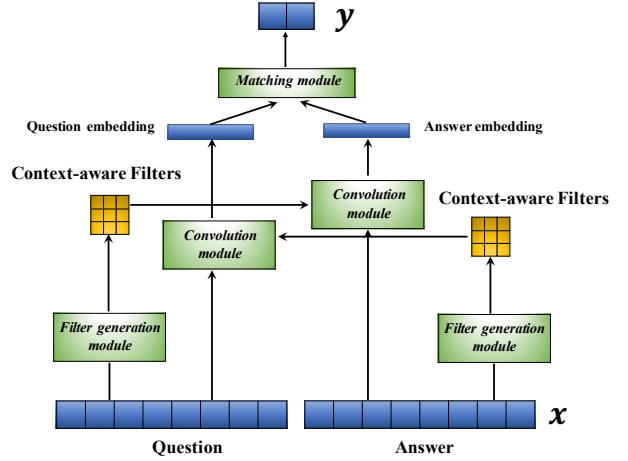 y
Matching module
Question embedding
Answer embedding
Context-aware Filters
Convolution
module
Context-aware Filters
Convolution
module
Filter generation
module
Filter generation
module
x
Question
Answer